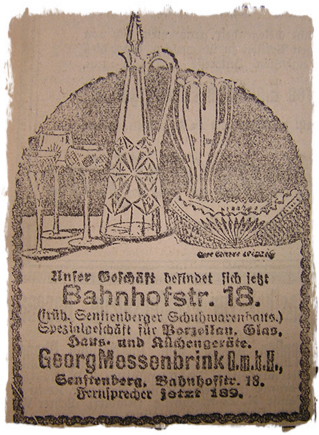 Unser Geschäft befindet sich jetzt
Bahnhofstr. 18.
(früh. Senftenberger Schuhwarenhaus.)
Spezialgeschäft für Porzellan, Glas,
Haus- und Küchengeräte.
Georg Messenbrink G.m.b.H.,
Senftenberg, Bahnhofstr. 18.
Fernsprecher jetzt 189.